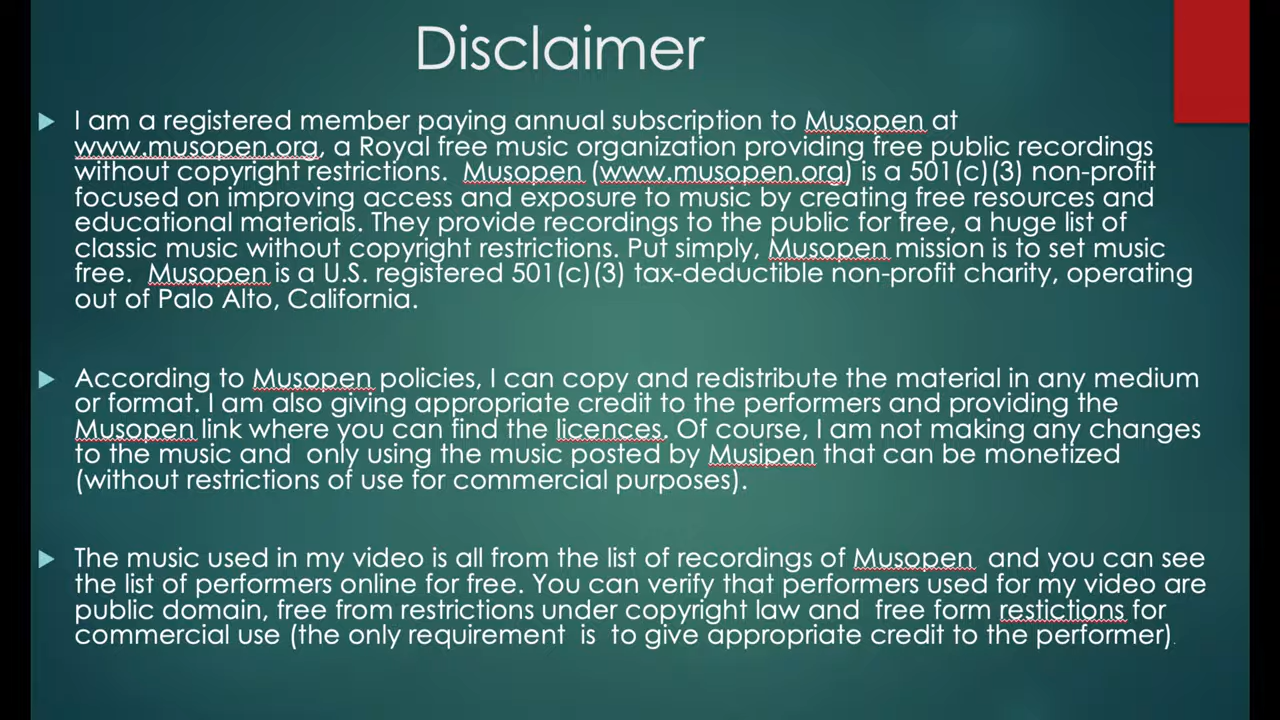 Disclaimer
I am a registered member paying annual subscription to Musopen at
www.musopen.org, a Royal free music organization providing free public recordings
without copyright restrictions.  Musopen (www.musopen.org) is a 501(c)(3) non-profit
focused on improving access and exposure to music by creating free resources and
educational materials. They provide recordings to the public for free, a huge list of
classic music without copyright restrictions. Put simply, Musopen mission is to set music
free.  Musopen is a U.S. registered 501(c)(3) tax-deductible non-profit charity, operating
out of Palo Alto, California.
According to Musopen policies, I can copy and redistribute the material in any medium
or format. I am also giving appropriate credit to the performers and providing the
Musopen link where you can find the licences. Of course, I am not making any changes
to the music and  only using the music posted by Musipen that can be monetized
(without restrictions of use for commercial purposes).
The music used in my video is all from the list of recordings of Musopen  and you can see
the list of performers online for free. You can verify that performers used for my video are
public domain, free from restrictions under copyright law and  free form restictions for
commercial use (the only requirement  is  to give appropriate credit to the performer).